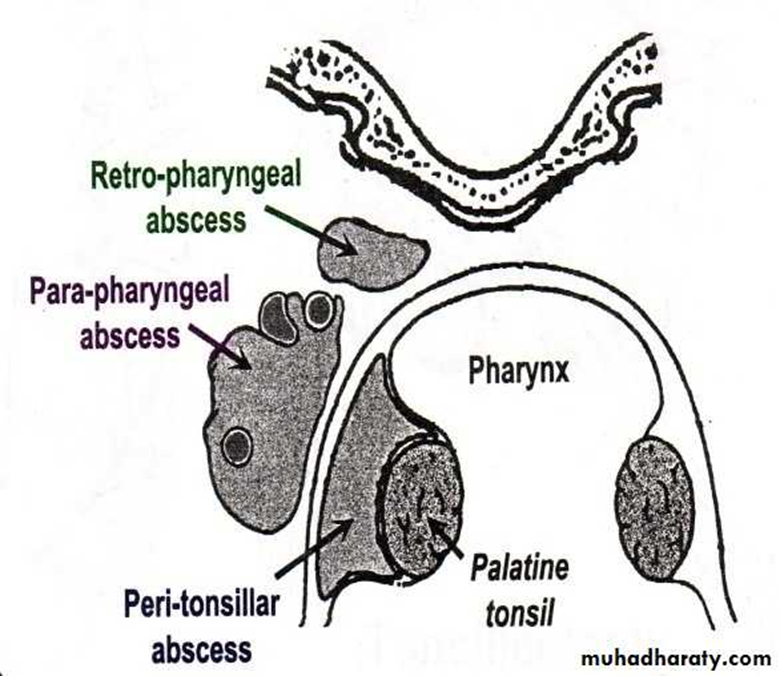 Retro-pharyngeal
abscess
Para-pharyngeal
abscess
Pharynx
Palatine
tonsil
Peri-tonsillar
abscess
muhadharaty.com